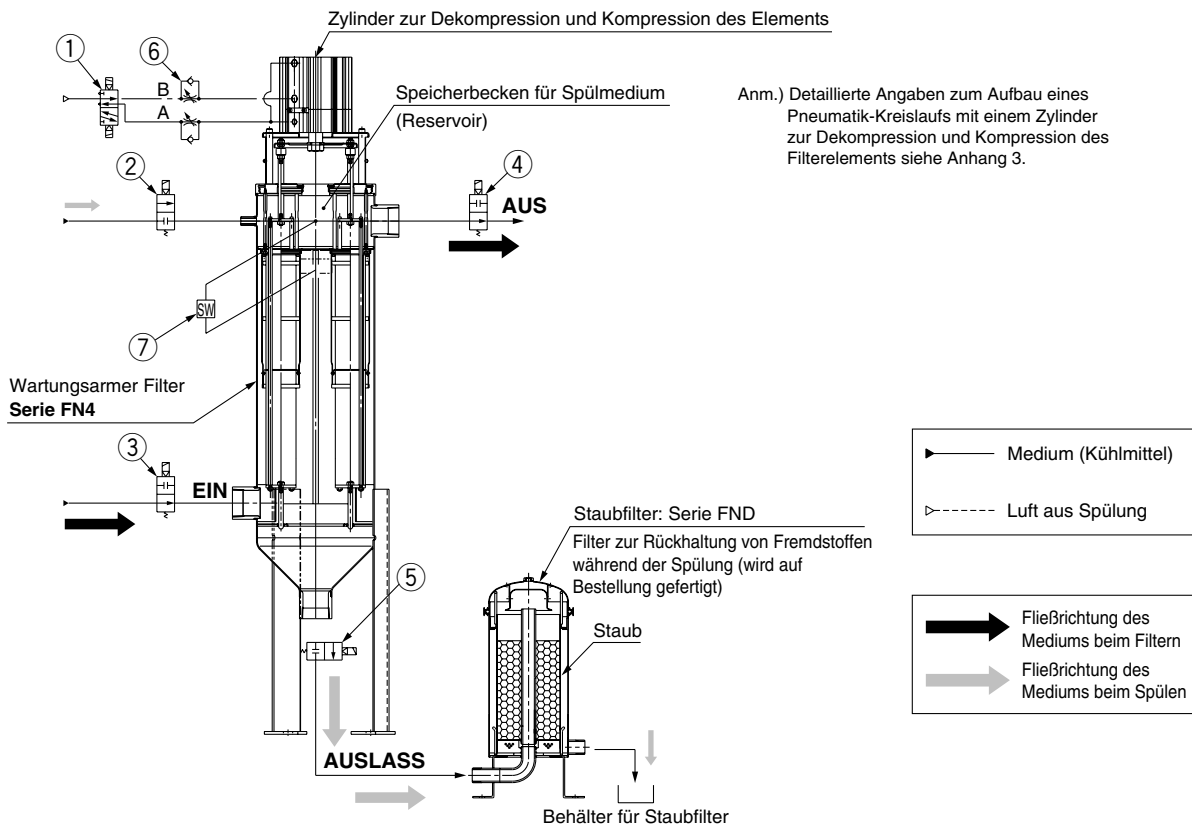 Zylinder zur Dekompression und Kompression des Elements
1
6
B
A
Speicherbecken für Spülmedium
(Reservoir)
Anm.) Detaillierte Angaben zum Aufbau eines
Pneumatik-Kreislaufs mit einem Zylinder
zur Dekompression und Kompression des
Filterelements siehe Anhang 3.
2
4
AUS
SW
7
Wartungsarmer Filter
Serie FN4
3
EIN
Medium (Kühlmittel)
Luft aus Spülung
Staubfilter: Serie FND
Filter zur Rückhaltung von Fremdstoffen
während der Spülung (wird auf
Bestellung gefertigt)
5
Staub
Fließrichtung des
Mediums beim Filtern
Fließrichtung des
Mediums beim Spülen
AUSLASS
Behälter für Staubfilter